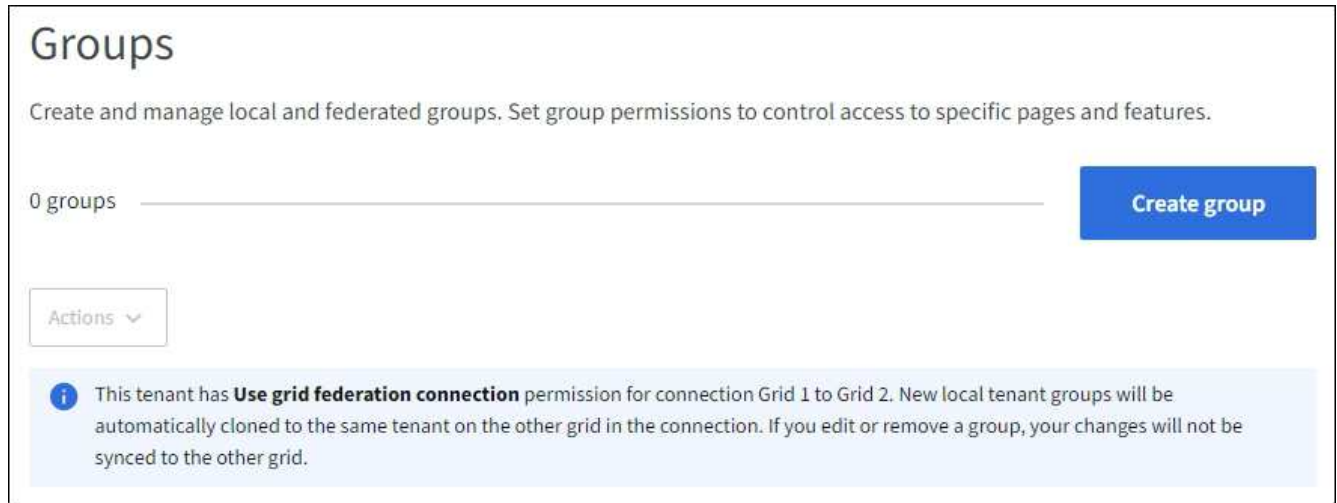 Groups
Create and manage local and federated groups. Set group permissions to control access to specific pages and features.
0 groups
Create group
Actions
This tenant has Use grid federation connection permission for connection Grid 1 to Grid 2. New local tenant groups will be
automatically cloned to the same tenant on the other grid in the connection. If you edit or remove a group, your changes will not be
synced to the other grid.